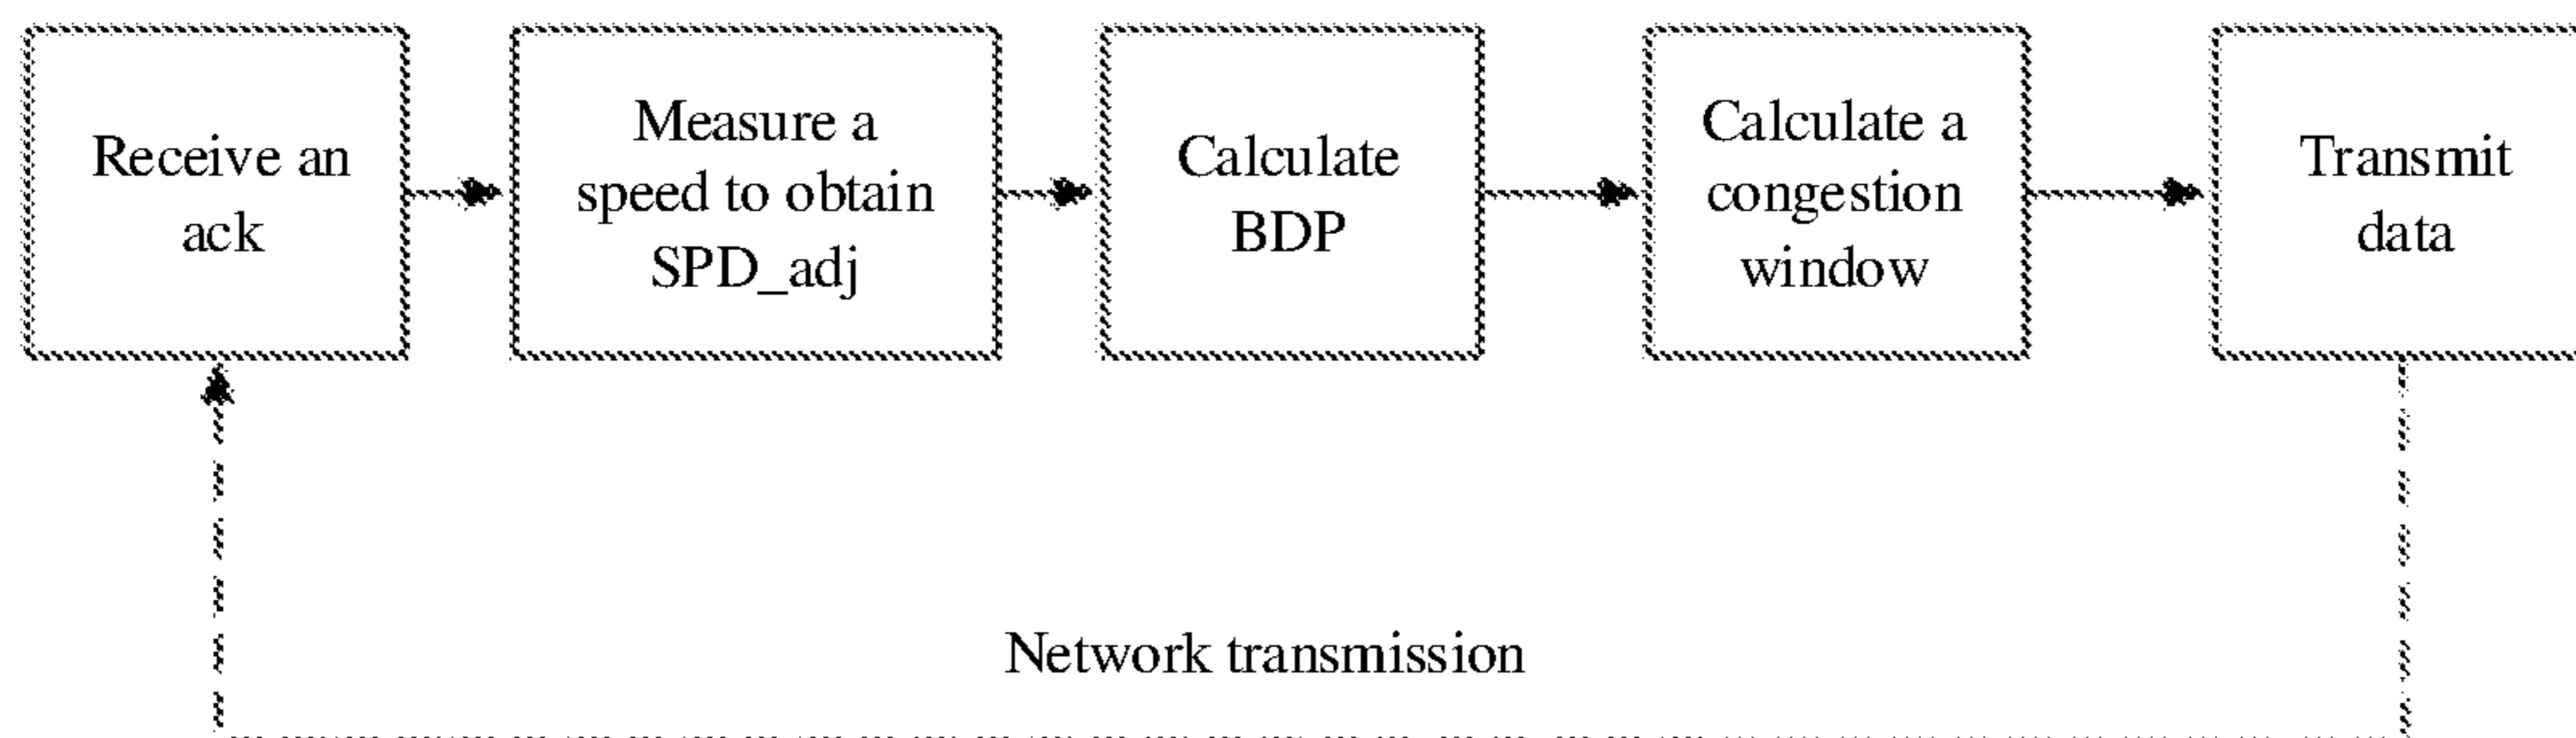 Receive an
ack
Measure a
speed to obtain
SPD_adj
Calculate
BDP
Calculate a
congestion
window
Transmit
data
Network transmission